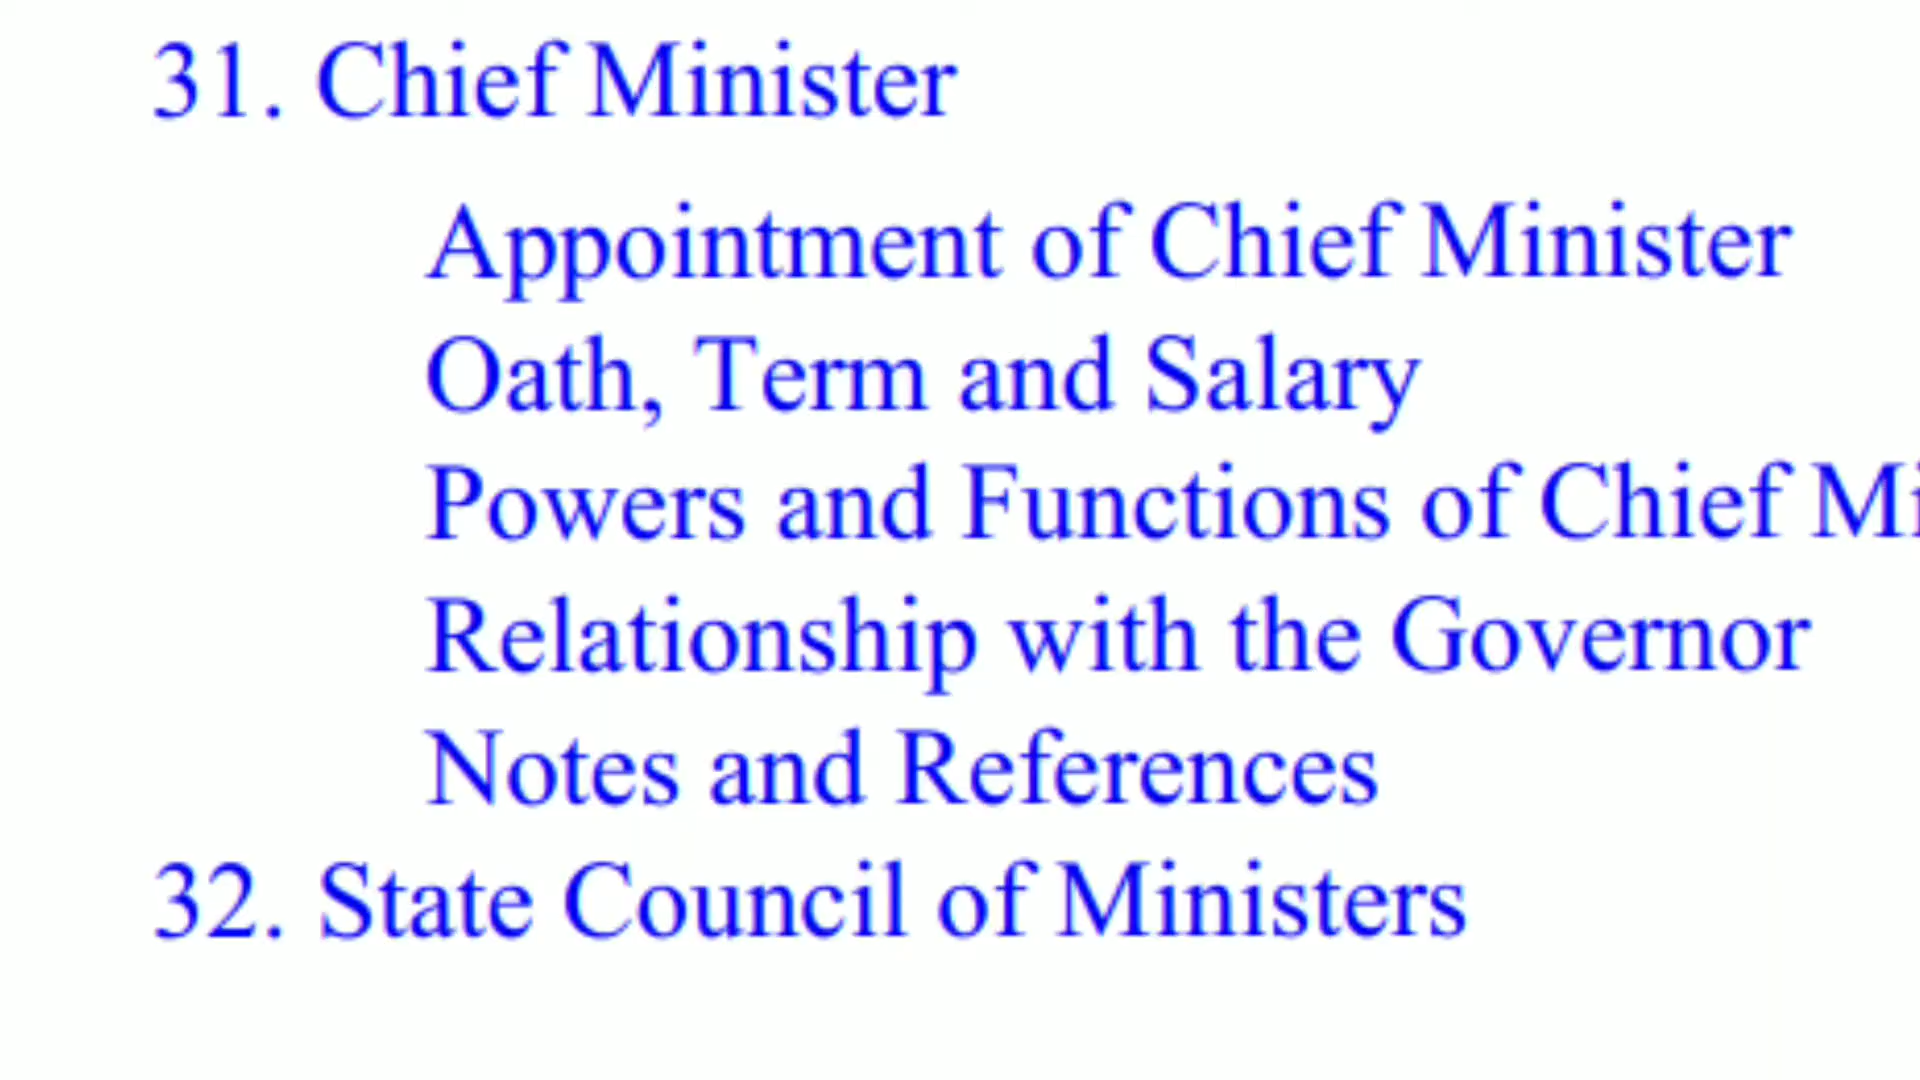 31. Chief Minister
Appointment of Chief Minister
Oath, Term and Salary
Powers and Functions of Chief Mi
Relationship with the Governor
Notes and References
32. State Council of Ministers